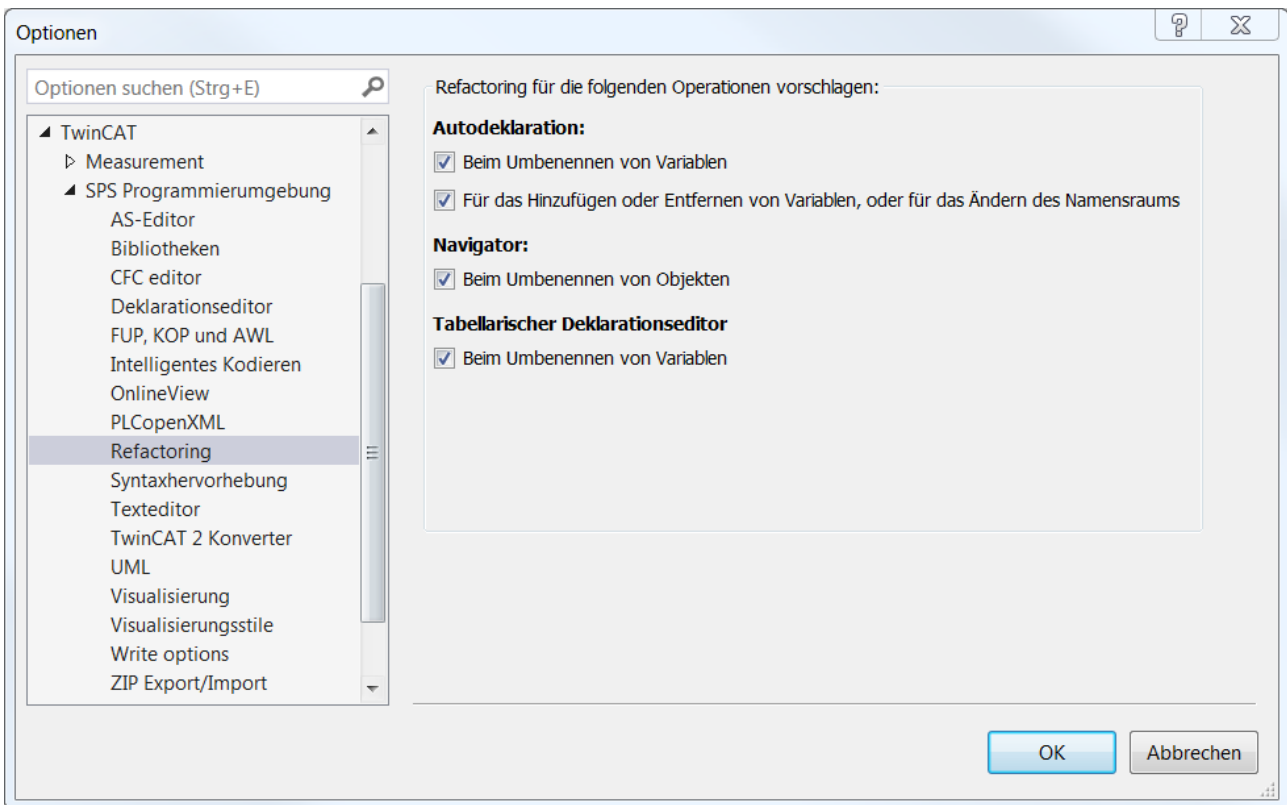 Optionen
Optionen suchen (Strg+E)
TwinCAT
Measurement
SPS Programmierumgebung
AS-Editor
Bibliotheken
CFC editor
Deklarationseditor
FUP, KOP und AWL
Intelligentes Kodieren
OnlineView
PLCopenXML
Refactoring
Syntaxhervorhebung
Texteditor
TwinCAT 2 Konverter
UML
Visualisierung
Visualisierungsstile
Write options
ZIP Export/Import
Refactoring für die folgenden Operationen vorschlagen:
Autodeklaration:
Beim Umbenennen von Variablen
Für das Hinzufügen oder Entfernen von Variablen, oder für das Ändern des Namensraums
Navigator:
Beim Umbenennen von Objekten
Tabellarischer Deklarationseditor
Beim Umbenennen von Variablen
OK
Abbrechen